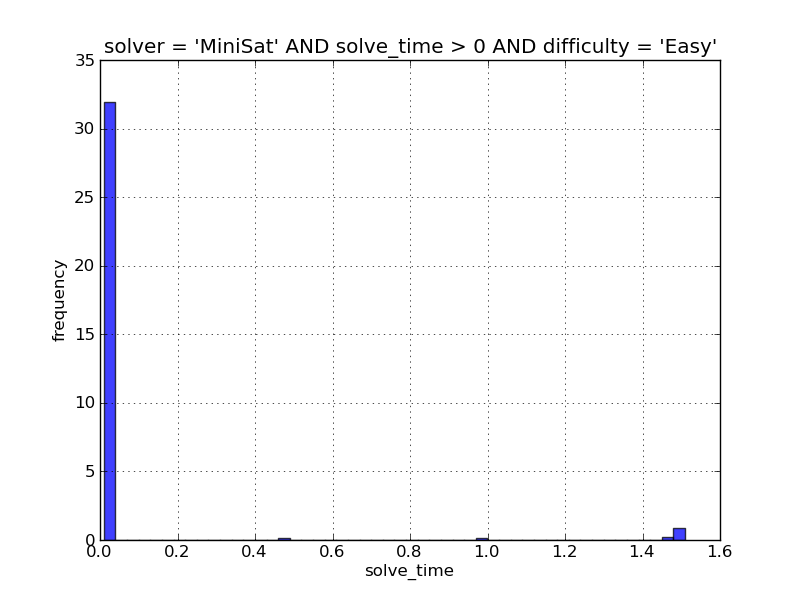 solver = 'MiniSat' AND solve_time > 0 AND difficulty = 'Easy'
35
30
25
20
15
10
5
0
frequency
0.0 0.2 0.4 0.6 0.8 1.0 1.2 1.4 1.6
solve_time